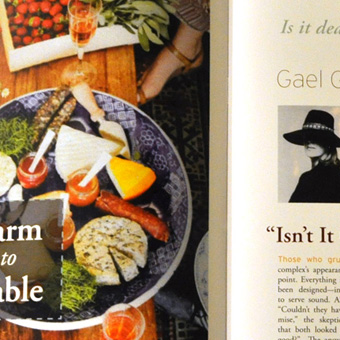 arm
to
able
Is it dea
Gael G
“Isn’t It
Those who gru
complex’s appearan
point. Everything
been designed—in
to serve sound. A
“Couldn’t they hav
mise,” the skeptic
that both looked